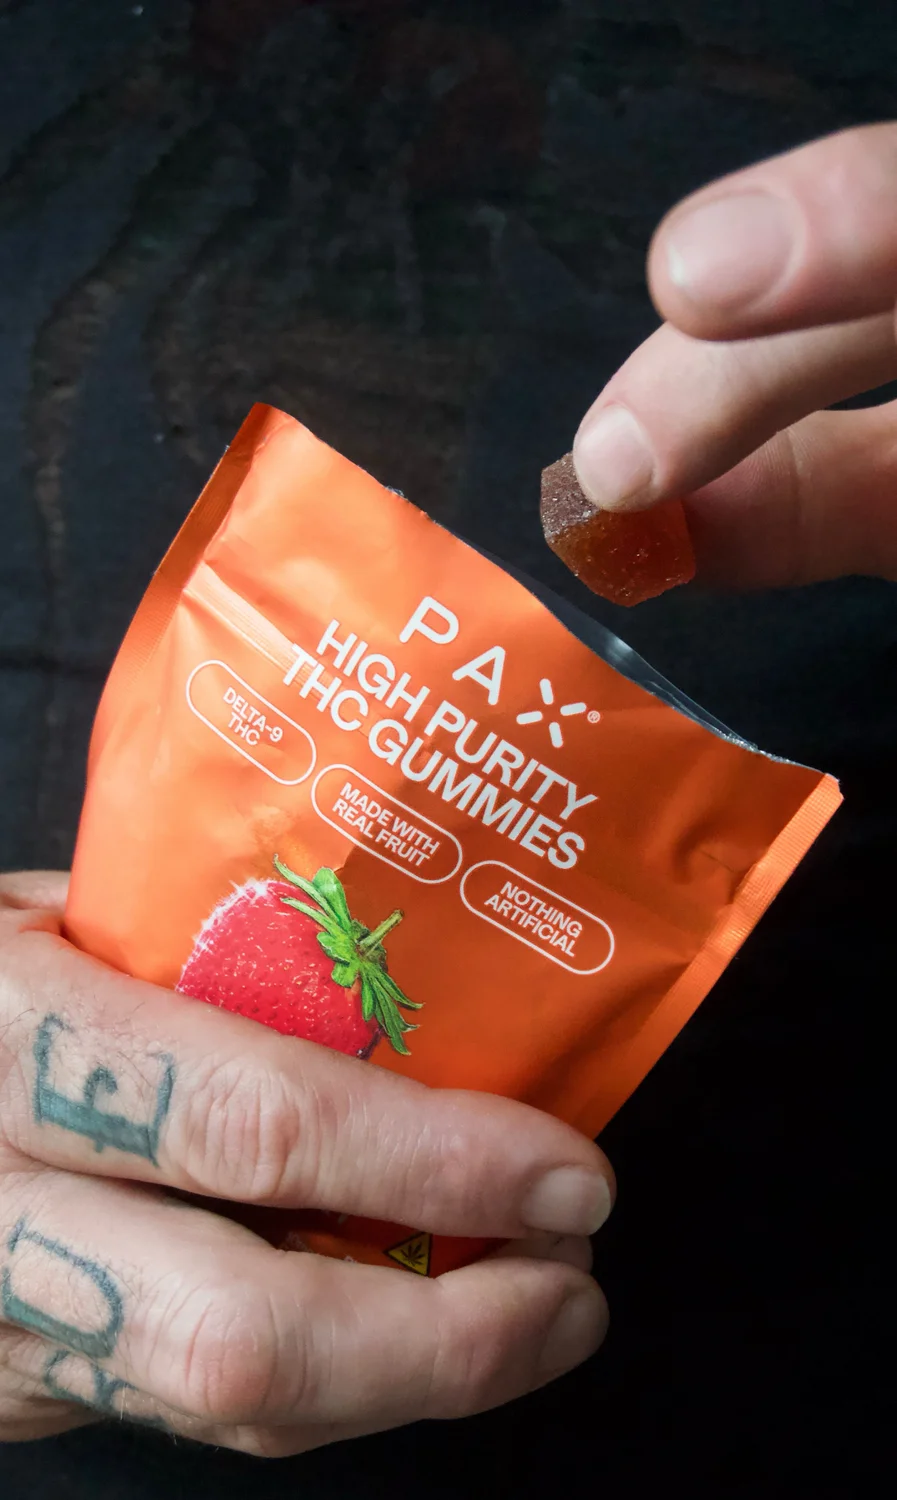 PAX®
HIGH PURITY
THC GUMMIES
DELTA-9
THC
MADE WITH
REAL FRUIT
NOTHING
ARTIFICIAL
E